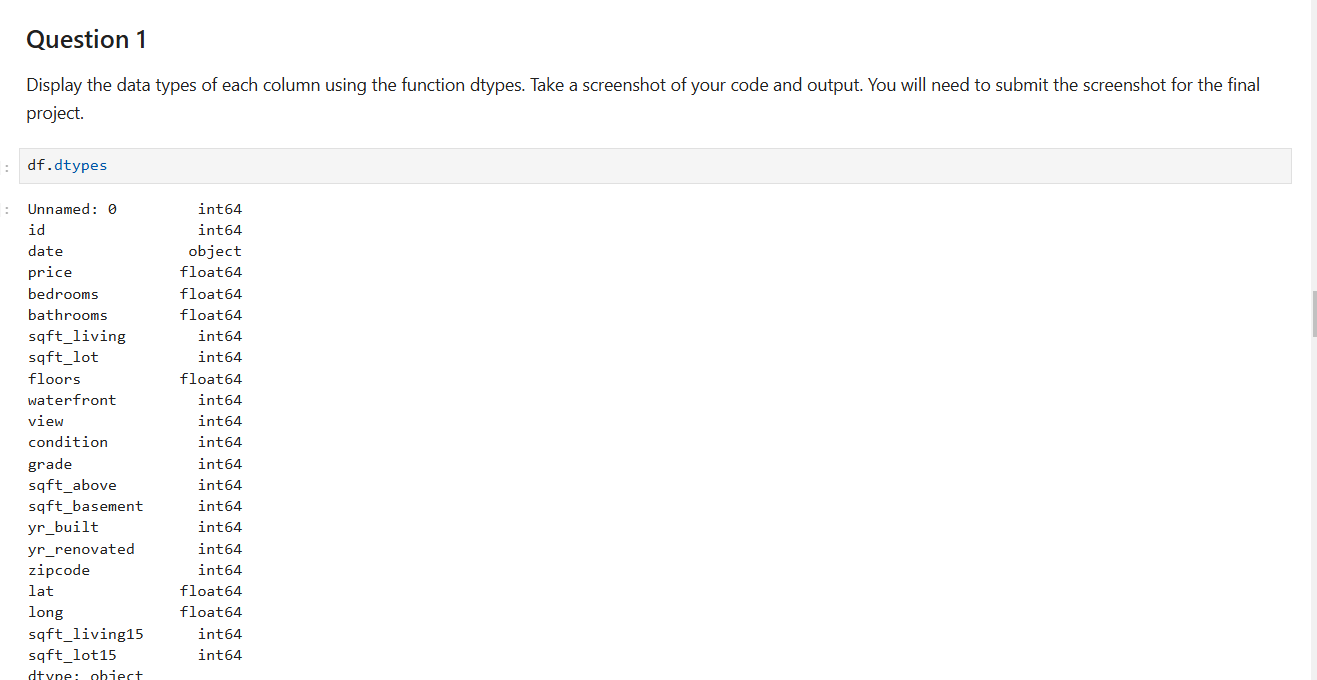 Question 1
Display the data types of each column using the function dtypes. Take a screenshot of your code and output. You will need to submit the screenshot for the final
project.
:
df.dtypes
:
Unnamed: 0 int64
id int64
date object
price float64
bedrooms float64
bathrooms float64
sqft_living int64
sqft_lot int64
floors float64
waterfront int64
view int64
condition int64
grade int64
sqft_above int64
sqft_basement int64
yr_built int64
yr_renovated int64
zipcode int64
lat float64
long float64
sqft_living15 int64
sqft_lot15 int64
dtype: object